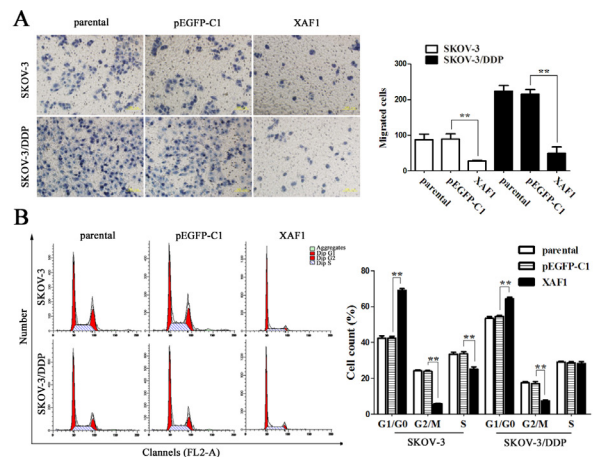 A
parental pEGFP-C1 XAF1
SKOV-3
SKOV-3/DDP
SKOV-3
SKOV-3/DDP
Migrated cells
300
200
100
0
**
**
parental pEGFP-C1 XAF1 parental pEGFP-C1 XAF1
B
parental pEGFP-C1 XAF1
Aggregates
Dip G1
Dip G2
Dip S
Number
SKOV-3
SKOV-3/DDP
Channels (FL2-A)
parental
pEGFP-C1
XAF1
Cell count (%)
80
60
40
20
0
** ** ** ** **
G1/G0 G2/M S G1/G0 G2/M S
SKOV-3 SKOV-3/DDP